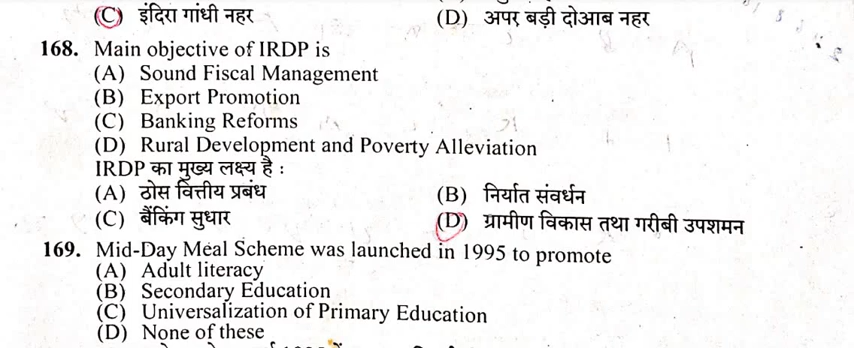 (C) इंदिरा गांधी नहर (D) अपर बड़ी दोआब नहर
168. Main objective of IRDP is
(A) Sound Fiscal Management
(B) Export Promotion
(C) Banking Reforms
(D) Rural Development and Poverty Alleviation
IRDP का मुख्य लक्ष्य है :
(A) ठोस वित्तीय प्रबंध (B) निर्यात संवर्धन
(C) बैंकिंग सुधार (D) ग्रामीण विकास तथा गरीबी उपशमन
169. Mid-Day Meal Scheme was launched in 1995 to promote
(A) Adult literacy
(B) Secondary Education
(C) Universalization of Primary Education
(D) None of these